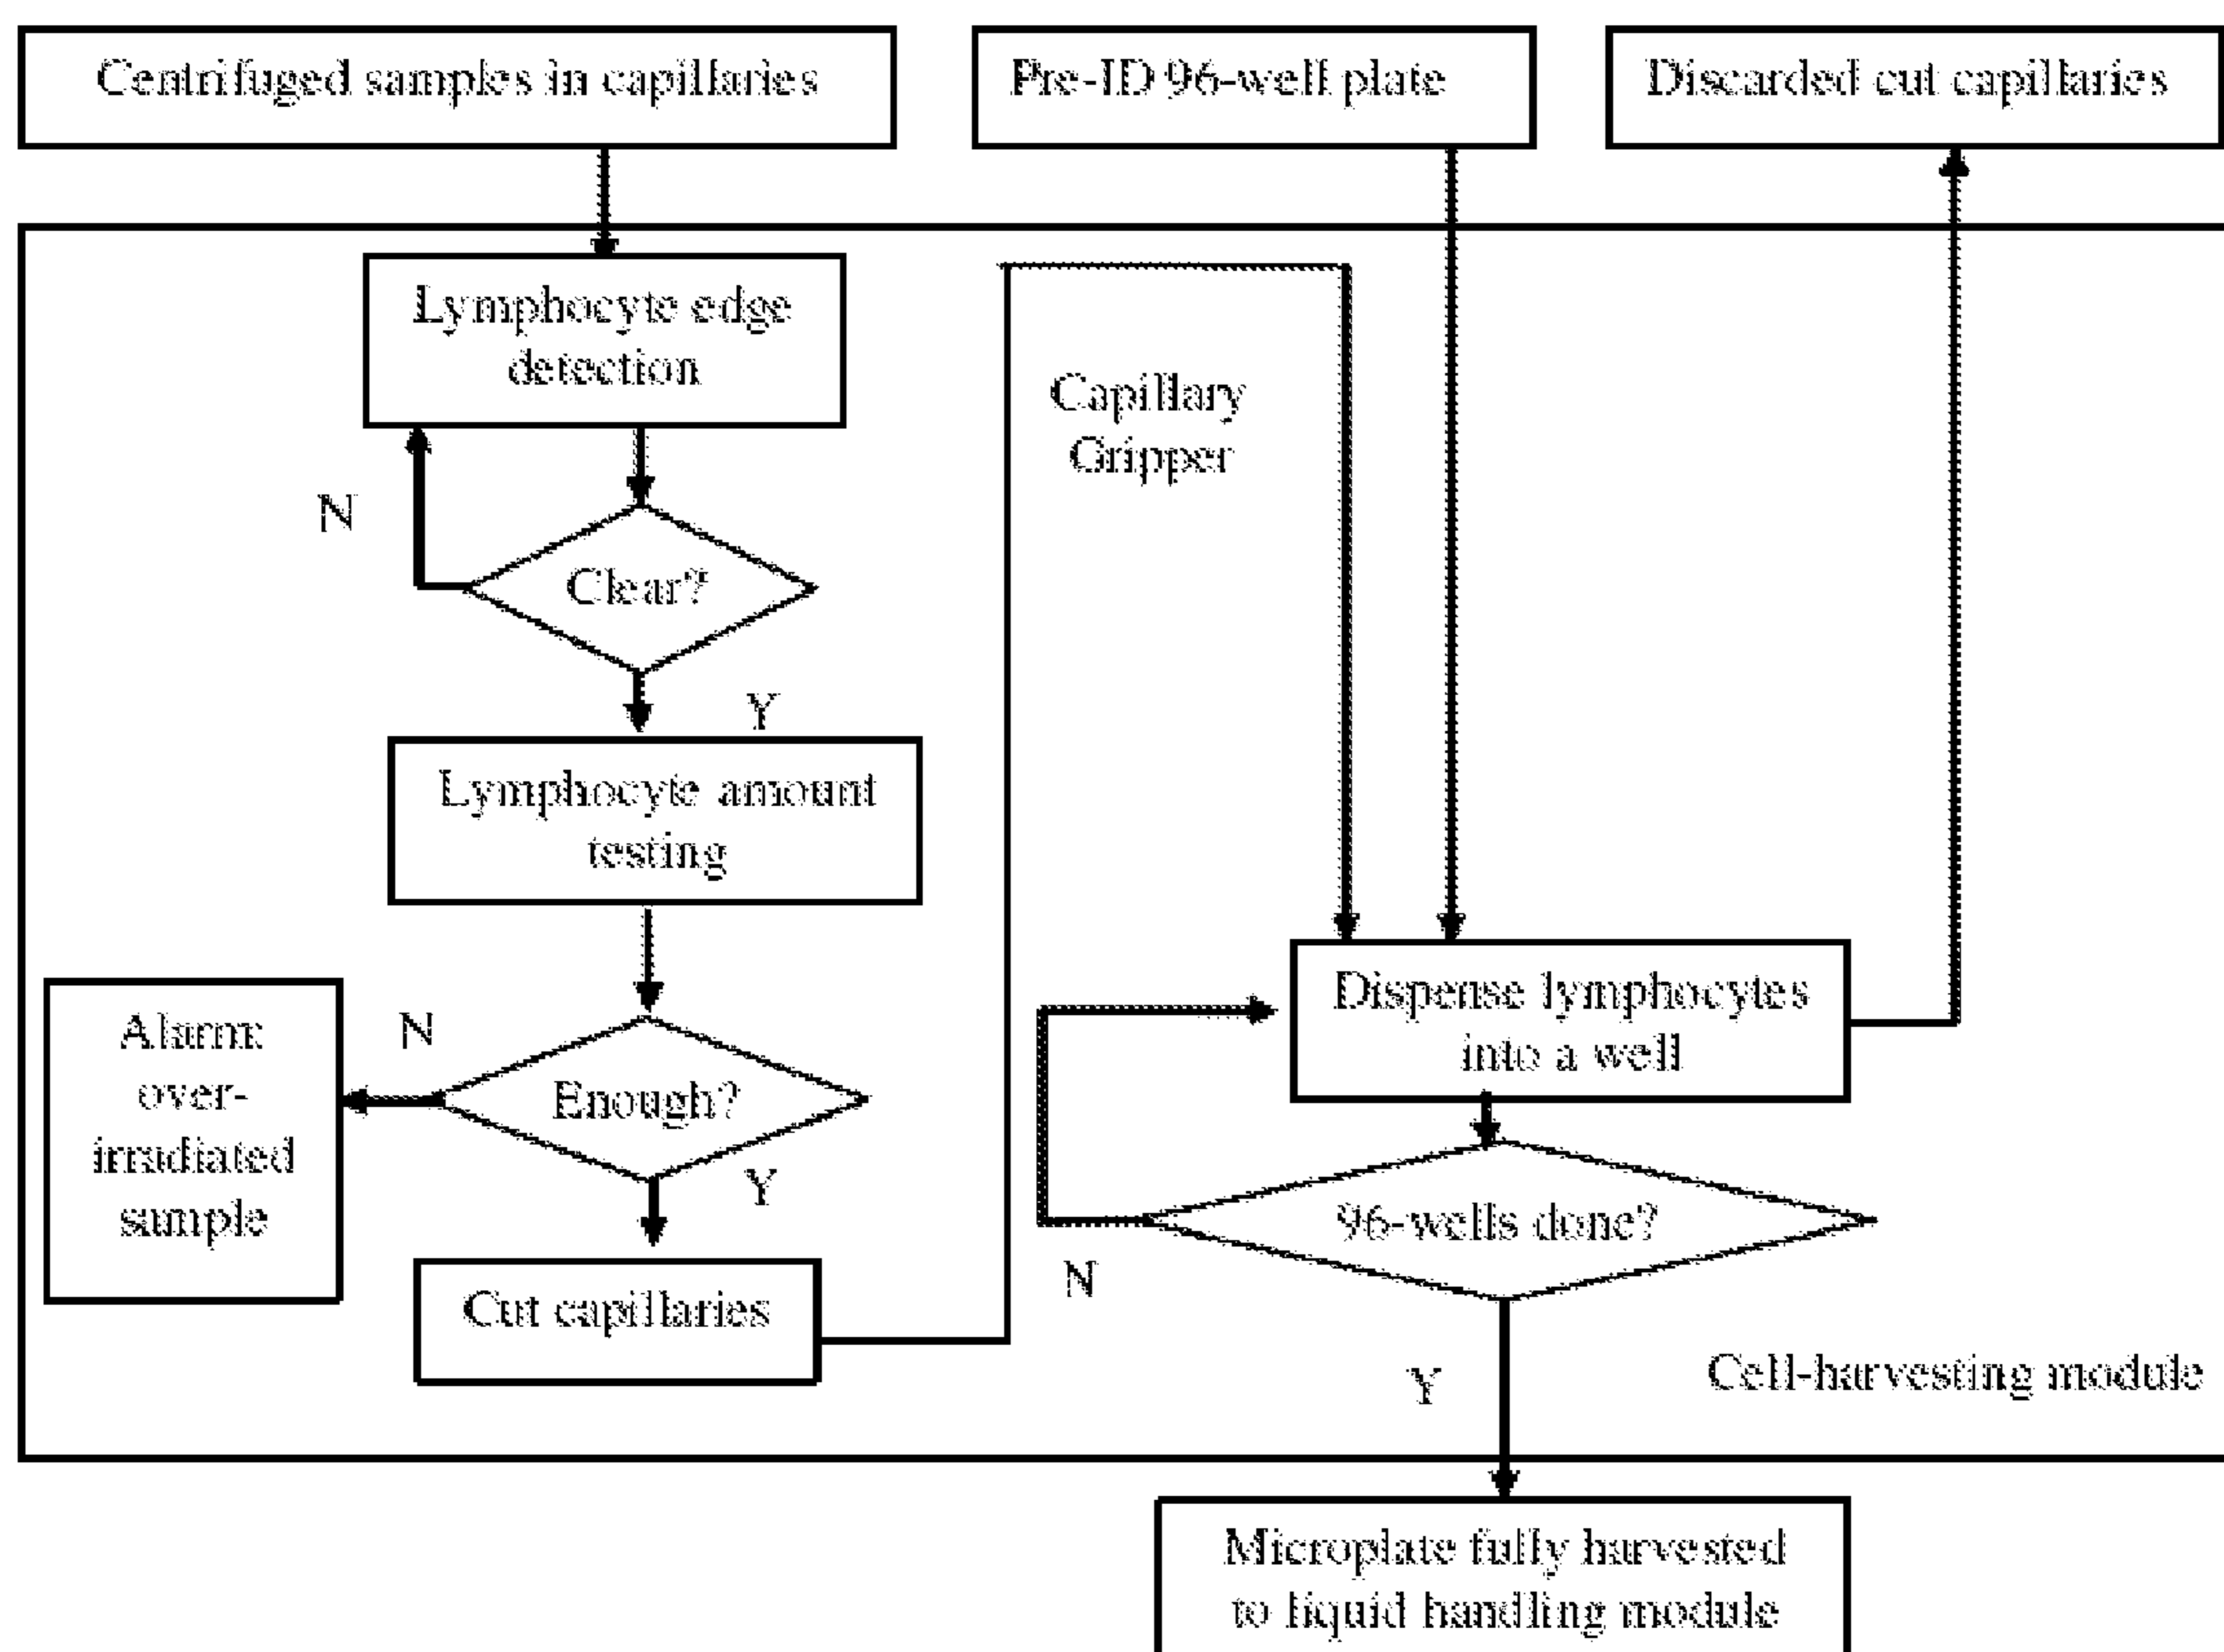 Centrifuged samples in capillaries
Pre-ID 96-well plate
Discarded cut capillaries
Lymphocyte edge
detection
N
Clear?
Y
Lymphocyte amount
testing
N
Enough?
Y
Alarm:
over-
irradiated
sample
Cut capillaries
Capillary
Gripper
Dispense lymphocytes
into a well
96-wells done?
N
Y
Cell-harvesting module
Microplate fully harvested
to liquid handling module